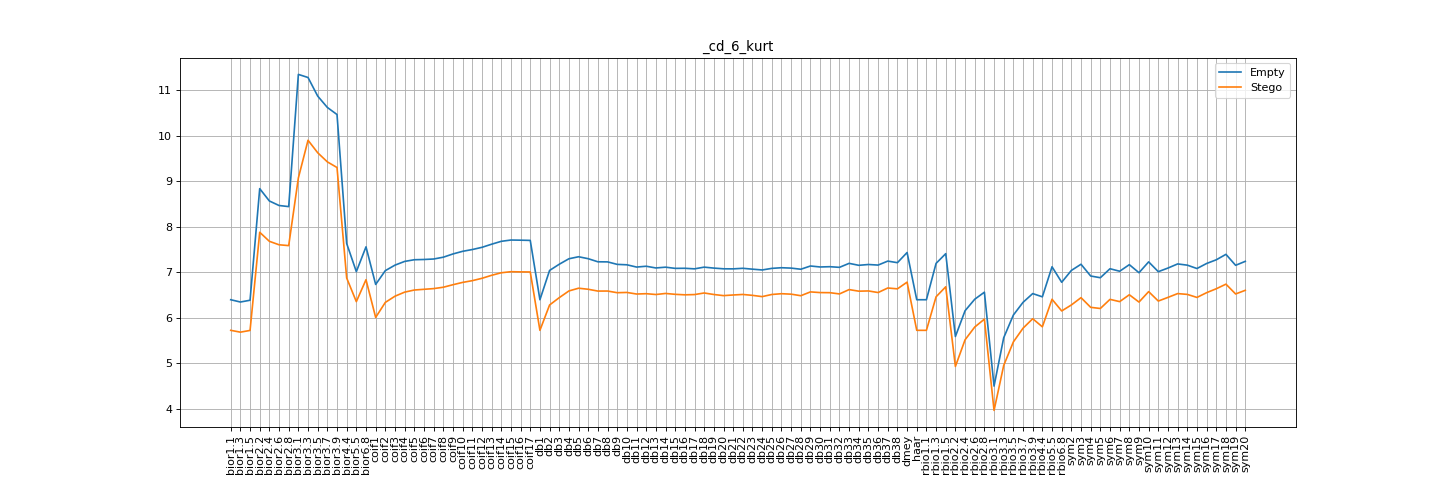 _cd_6_kurt
Empty
Stego
11
10
9
8
7
6
5
4
bior1.1
bior1.3
bior1.5
bior2.2
bior2.4
bior2.6
bior2.8
bior3.1
bior3.3
bior3.5
bior3.7
bior3.9
bior4.4
bior5.5
bior6.8
coif1
coif2
coif3
coif4
coif5
coif6
coif7
coif8
coif9
coif10
coif11
coif12
coif13
coif14
coif15
coif16
coif17
db1
db2
db3
db4
db5
db6
db7
db8
db9
db10
db11
db12
db13
db14
db15
db16
db17
db18
db19
db20
db21
db22
db23
db24
db25
db26
db27
db28
db29
db30
db31
db32
db33
db34
db35
db36
db37
db38
dmey
haar
rbio1.1
rbio1.3
rbio1.5
rbio2.2
rbio2.4
rbio2.6
rbio2.8
rbio3.1
rbio3.3
rbio3.5
rbio3.7
rbio3.9
rbio4.4
rbio5.5
rbio6.8
sym2
sym3
sym4
sym5
sym6
sym7
sym8
sym9
sym10
sym11
sym12
sym13
sym14
sym15
sym16
sym17
sym18
sym19
sym20